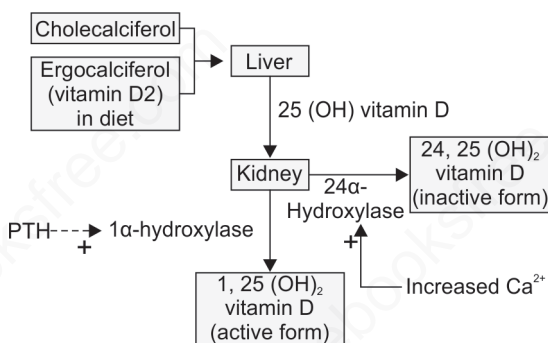 Cholecalciferol
Ergocalciferol
(vitamin D2)
in diet
Liver
25 (OH) vitamin D
Kidney
24α-
Hydroxylase
+
24, 25 (OH)₂
vitamin D
(inactive form)
PTH
+
1α-hydroxylase
Increased Ca²⁺
1, 25 (OH)₂
vitamin D
(active form)